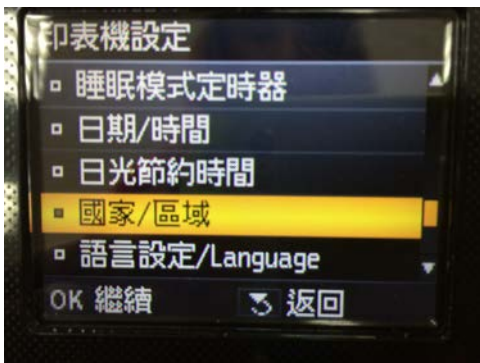 印表機設定
睡眠模式定時器
日期/時間
日光節約時間
國家/區域
語言設定/Language
OK 繼續 返回